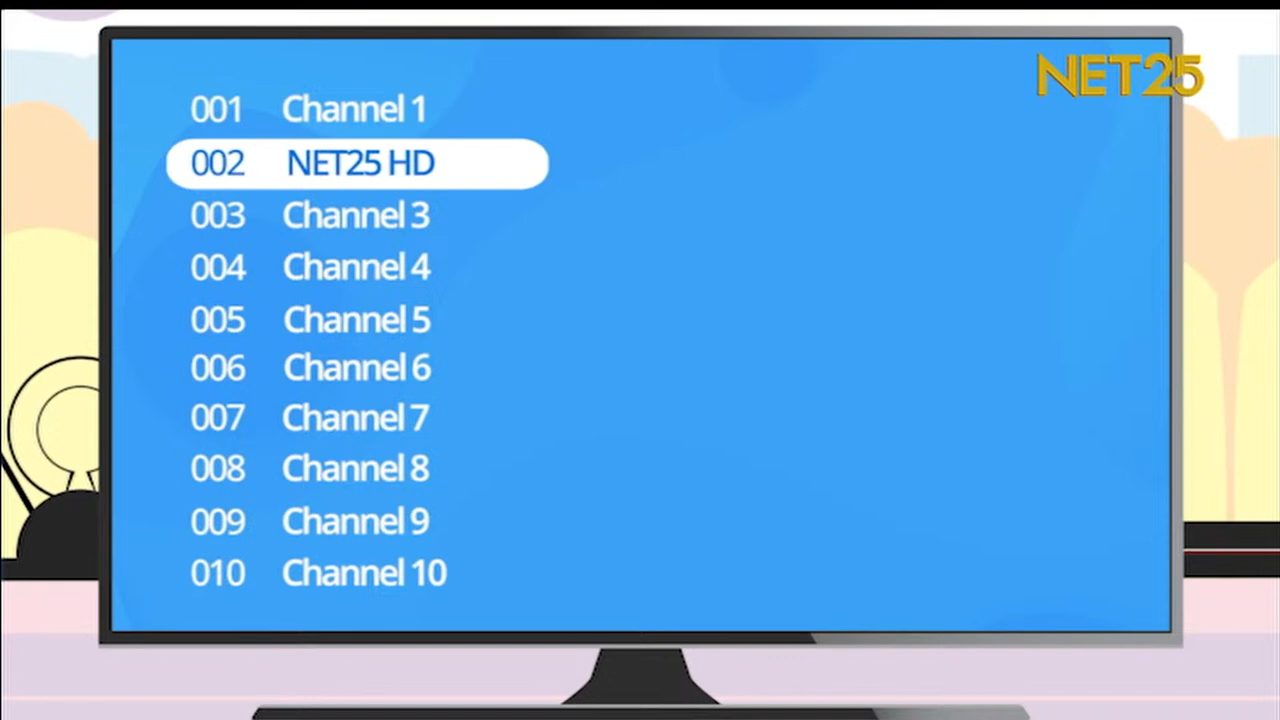 NET25
001 Channel 1
002 NET25 HD
003 Channel 3
004 Channel 4
005 Channel 5
006 Channel 6
007 Channel 7
008 Channel 8
009 Channel 9
010 Channel 10